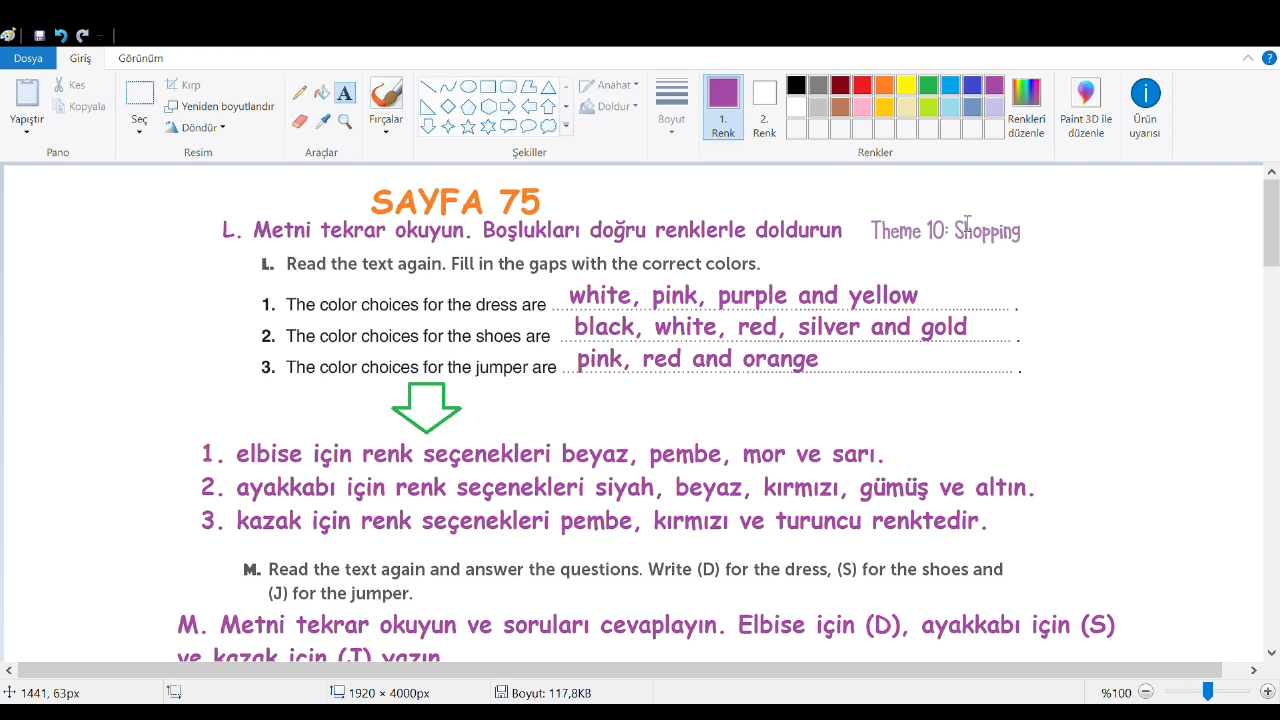 Dosya Giriş Görünüm
Yapıştır
Kes
Kopyala
Pano
Seç
Kırp
Yeniden boyutlandır
Döndür
Resim
A
Araçlar
Fırçalar
Anahat
Doldur
Şekiller
Boyut
1. Renk
2. Renk
Renkleri düzenle
Renkler
Paint 3D ile düzenle
Ürün uyarısı
SAYFA 75
L. Metni tekrar okuyun. Boşlukları doğru renklerle doldurun Theme 10: Shopping
L. Read the text again. Fill in the gaps with the correct colors.
1. The color choices for the dress are white, pink, purple and yellow .
2. The color choices for the shoes are black, white, red, silver and gold .
3. The color choices for the jumper are pink, red and orange .
1. elbise için renk seçenekleri beyaz, pembe, mor ve sarı.
2. ayakkabı için renk seçenekleri siyah, beyaz, kırmızı, gümüş ve altın.
3. kazak için renk seçenekleri pembe, kırmızı ve turuncu renktedir.
M. Read the text again and answer the questions. Write (D) for the dress, (S) for the shoes and
(J) for the jumper.
M. Metni tekrar okuyun ve soruları cevaplayın. Elbise için (D), ayakkabı için (S)
ve kazak için (J) yazın
1441, 63px 1920 × 4000px Boyut: 117,8KB %100